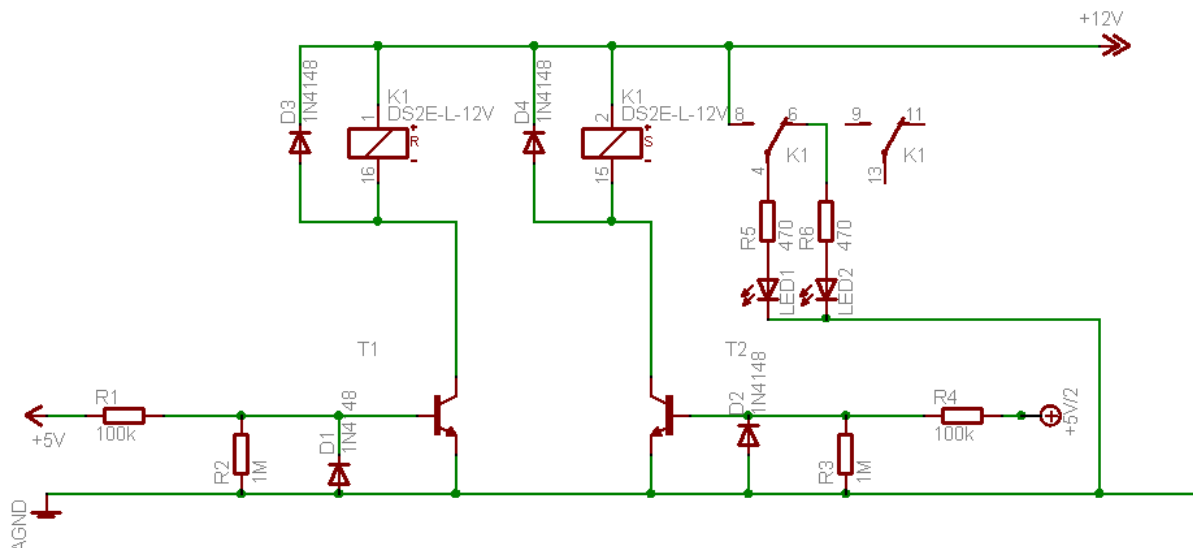 +12V
D3
1N4148
1
K1
DS2E-L-12V
+
R
-
16
D4
1N4148
2
K1
DS2E-L-12V
+
S
-
15
8
6
K1
4
9
11
K1
13
R5
470
R6
470
LED1
LED2
T1
T2
R1
100k
+5V
R2
1M
D1
1N4148
D2
1N4148
R3
1M
R4
100k
+5V/2
AGND